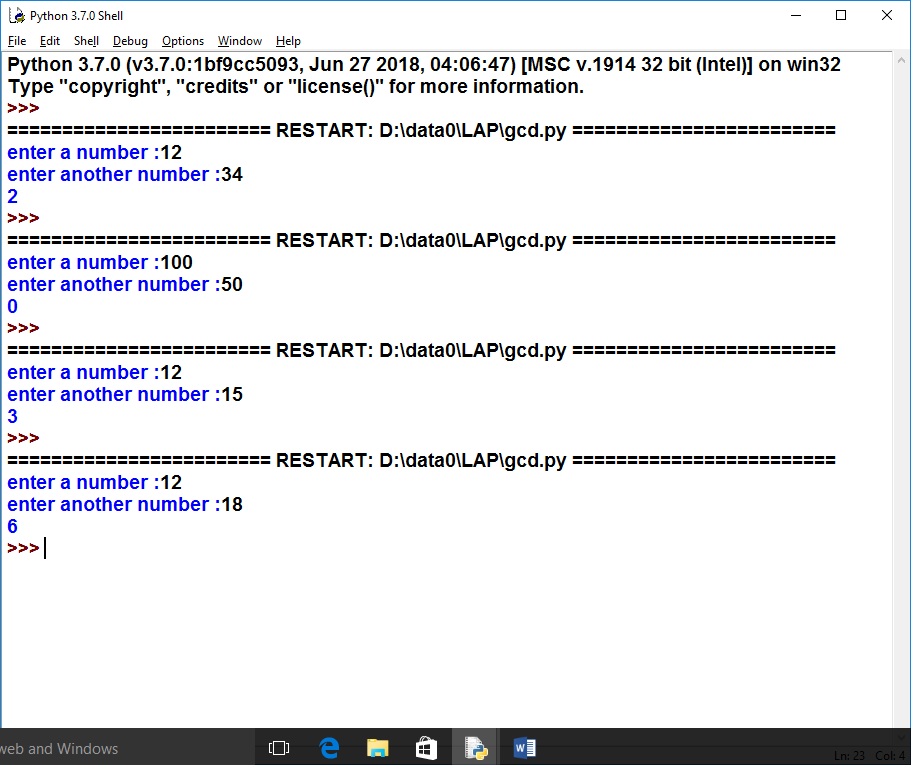 Python 3.7.0 Shell
File Edit Shell Debug Options Window Help
Python 3.7.0 (v3.7.0:1bf9cc5093, Jun 27 2018, 04:06:47) [MSC v.1914 32 bit (Intel)] on win32
Type "copyright", "credits" or "license()" for more information.
>>>
======================== RESTART: D:\data0\LAP\gcd.py ========================
enter a number :12
enter another number :34
2
>>>
======================== RESTART: D:\data0\LAP\gcd.py ========================
enter a number :100
enter another number :50
0
>>>
======================== RESTART: D:\data0\LAP\gcd.py ========================
enter a number :12
enter another number :15
3
>>>
======================== RESTART: D:\data0\LAP\gcd.py ========================
enter a number :12
enter another number :18
6
>>>
web and Windows
Ln: 23 Col: 4